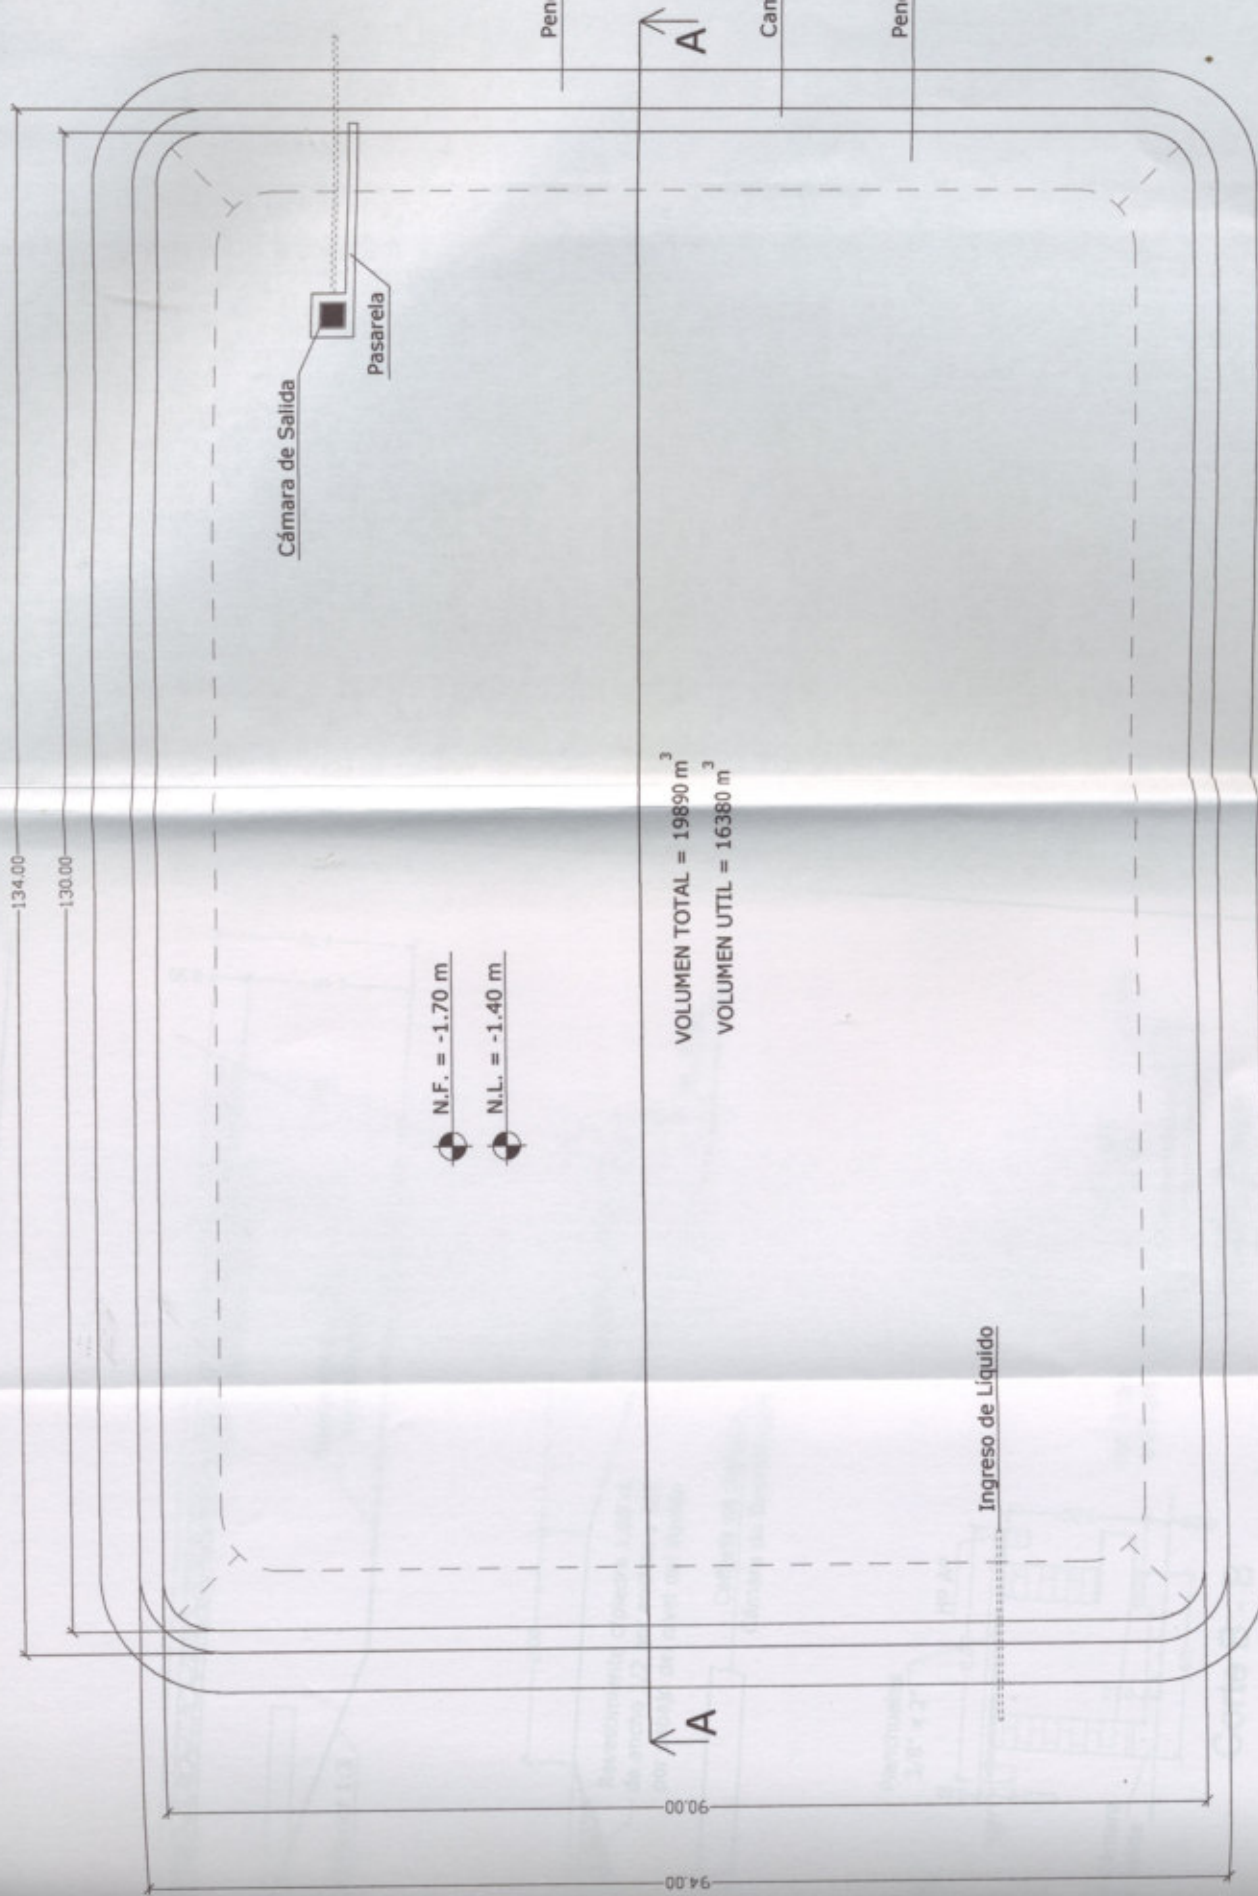 134.00
130.00
Pen
A
Can
Pen
Cámara de Salida
Pasarela
N.F. = -1.70 m
N.L. = -1.40 m
VOLUMEN TOTAL = 19890 m³
VOLUMEN UTIL = 16380 m³
Ingreso de Líquido
A
90.00
94.00